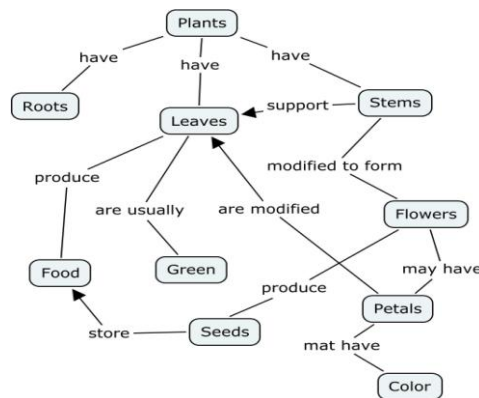 Plants
have
have
have
Roots
Leaves
support
Stems
produce
modified to form
are usually
are modified
Flowers
Food
Green
produce
may have
store
Seeds
Petals
mat have
Color